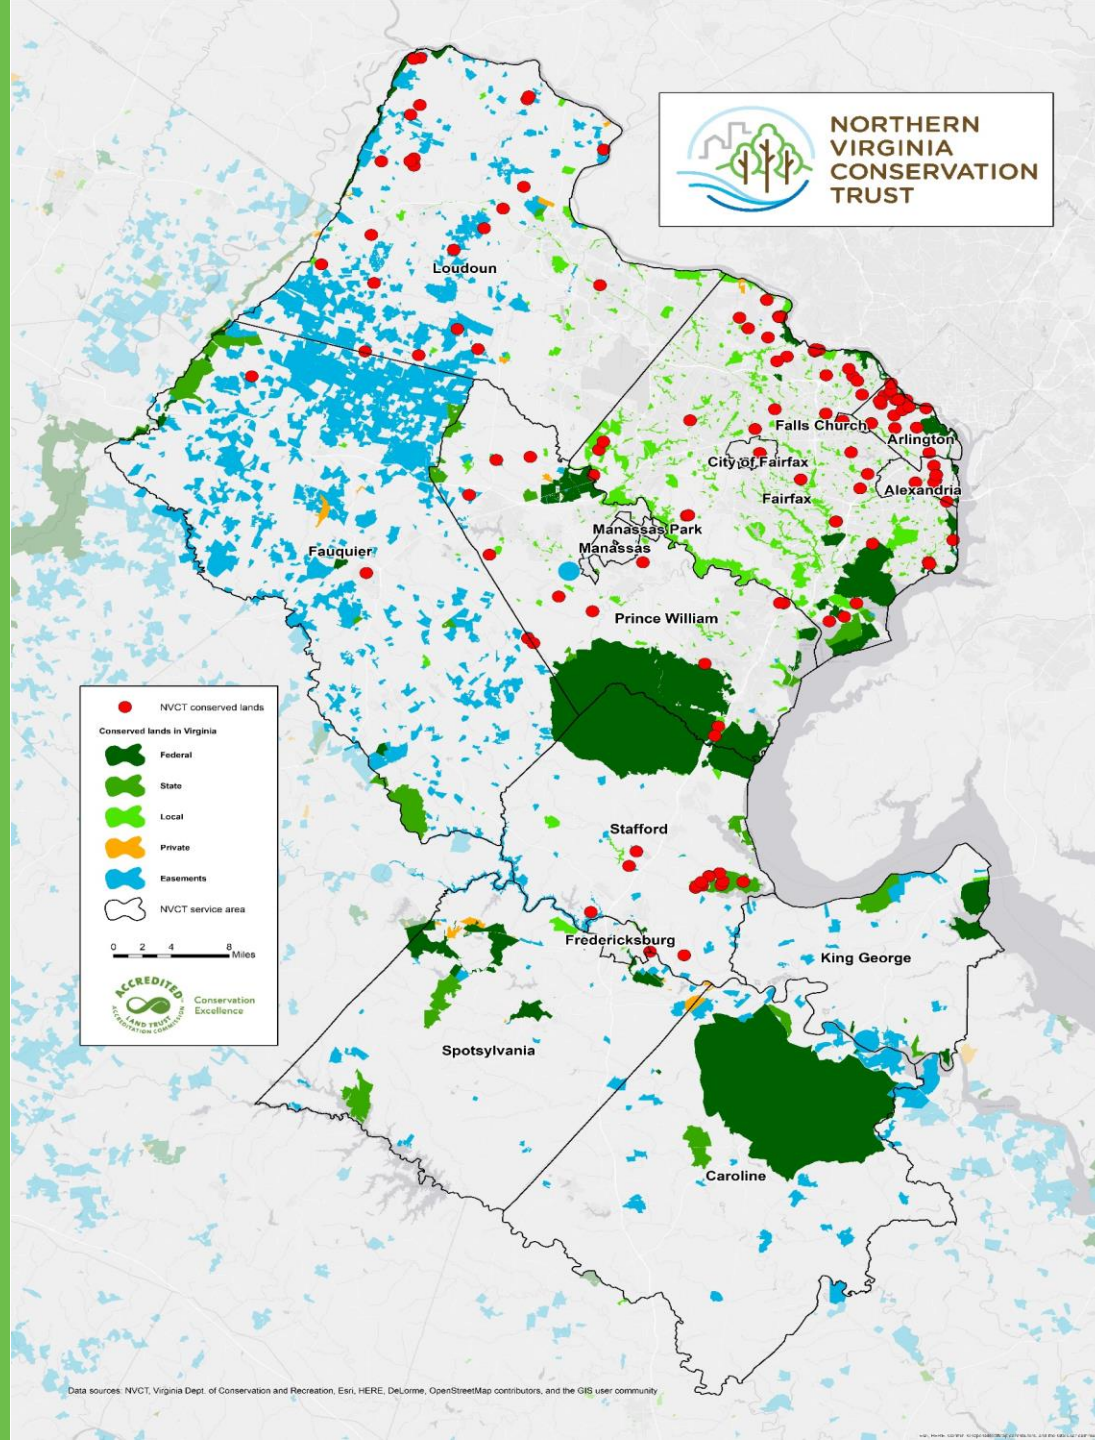 NORTHERN
VIRGINIA
CONSERVATION
TRUST
Loudoun
Falls Church
Arlington
City of Fairfax
Fairfax
Alexandria
Manassas Park
Manassas
Fauquier
Prince William
Stafford
Fredericksburg
King George
Spotsylvania
Caroline
NVCT conserved lands
Conserved lands in Virginia
Federal
State
Local
Private
Easements
NVCT service area
0 2 4 8
Miles
ACCREDITED
LAND TRUST
ACCREDITATION COMMISSION
Conservation
Excellence
Data sources: NVCT, Virginia Dept. of Conservation and Recreation, Esri, HERE, DeLorme, OpenStreetMap contributors, and the GIS user community